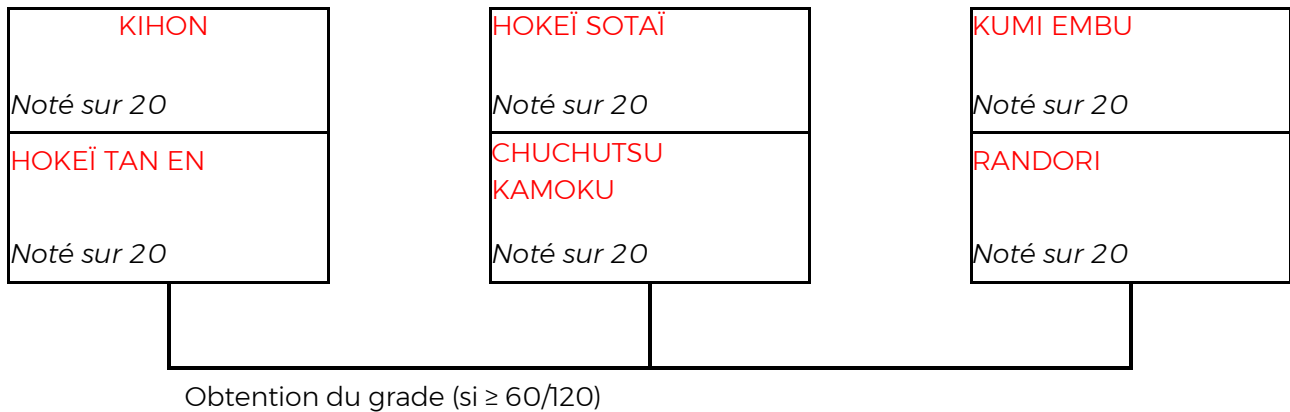 KIHON
Noté sur 20
HOKEÏ TAN EN
Noté sur 20
HOKEÏ SOTAÏ
Noté sur 20
CHUCHUTSU
KAMOKU
Noté sur 20
KUMI EMBU
Noté sur 20
RANDORI
Noté sur 20
Obtention du grade (si ≥ 60/120)